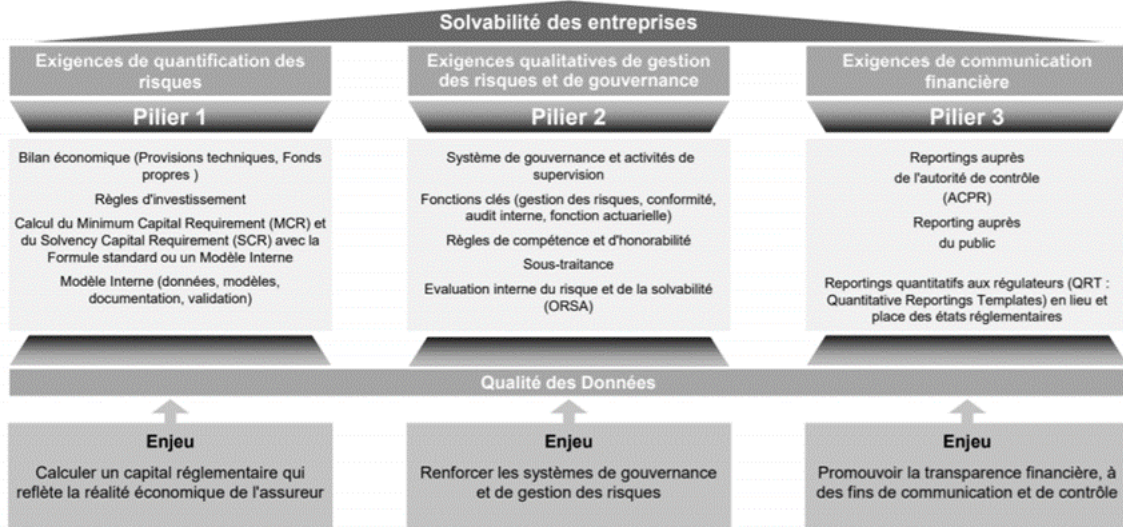 Solvabilité des entreprises
Exigences de quantification des
risques
Pilier 1
Bilan économique (Provisions techniques, Fonds
propres )
Règles d'investissement
Calcul du Minimum Capital Requirement (MCR) et
du Solvency Capital Requirement (SCR) avec la
Formule standard ou un Modèle Interne
Modèle Interne (données, modèles,
documentation, validation)
Exigences qualitatives de gestion
des risques et de gouvernance
Pilier 2
Système de gouvernance et activités de
supervision
Fonctions clés (gestion des risques, conformité,
audit interne, fonction actuarielle)
Règles de compétence et d'honorabilité
Sous-traitance
Evaluation interne du risque et de la solvabilité
(ORSA)
Exigences de communication
financière
Pilier 3
Reportings auprès
de l'autorité de contrôle
(ACPR)
Reporting auprès
du public
Reportings quantitatifs aux régulateurs (QRT :
Quantitative Reportings Templates) en lieu et
place des états réglementaires
Qualité des Données
Enjeu
Calculer un capital réglementaire qui
reflète la réalité économique de l'assureur
Enjeu
Renforcer les systèmes de gouvernance
et de gestion des risques
Enjeu
Promouvoir la transparence financière, à
des fins de communication et de contrôle